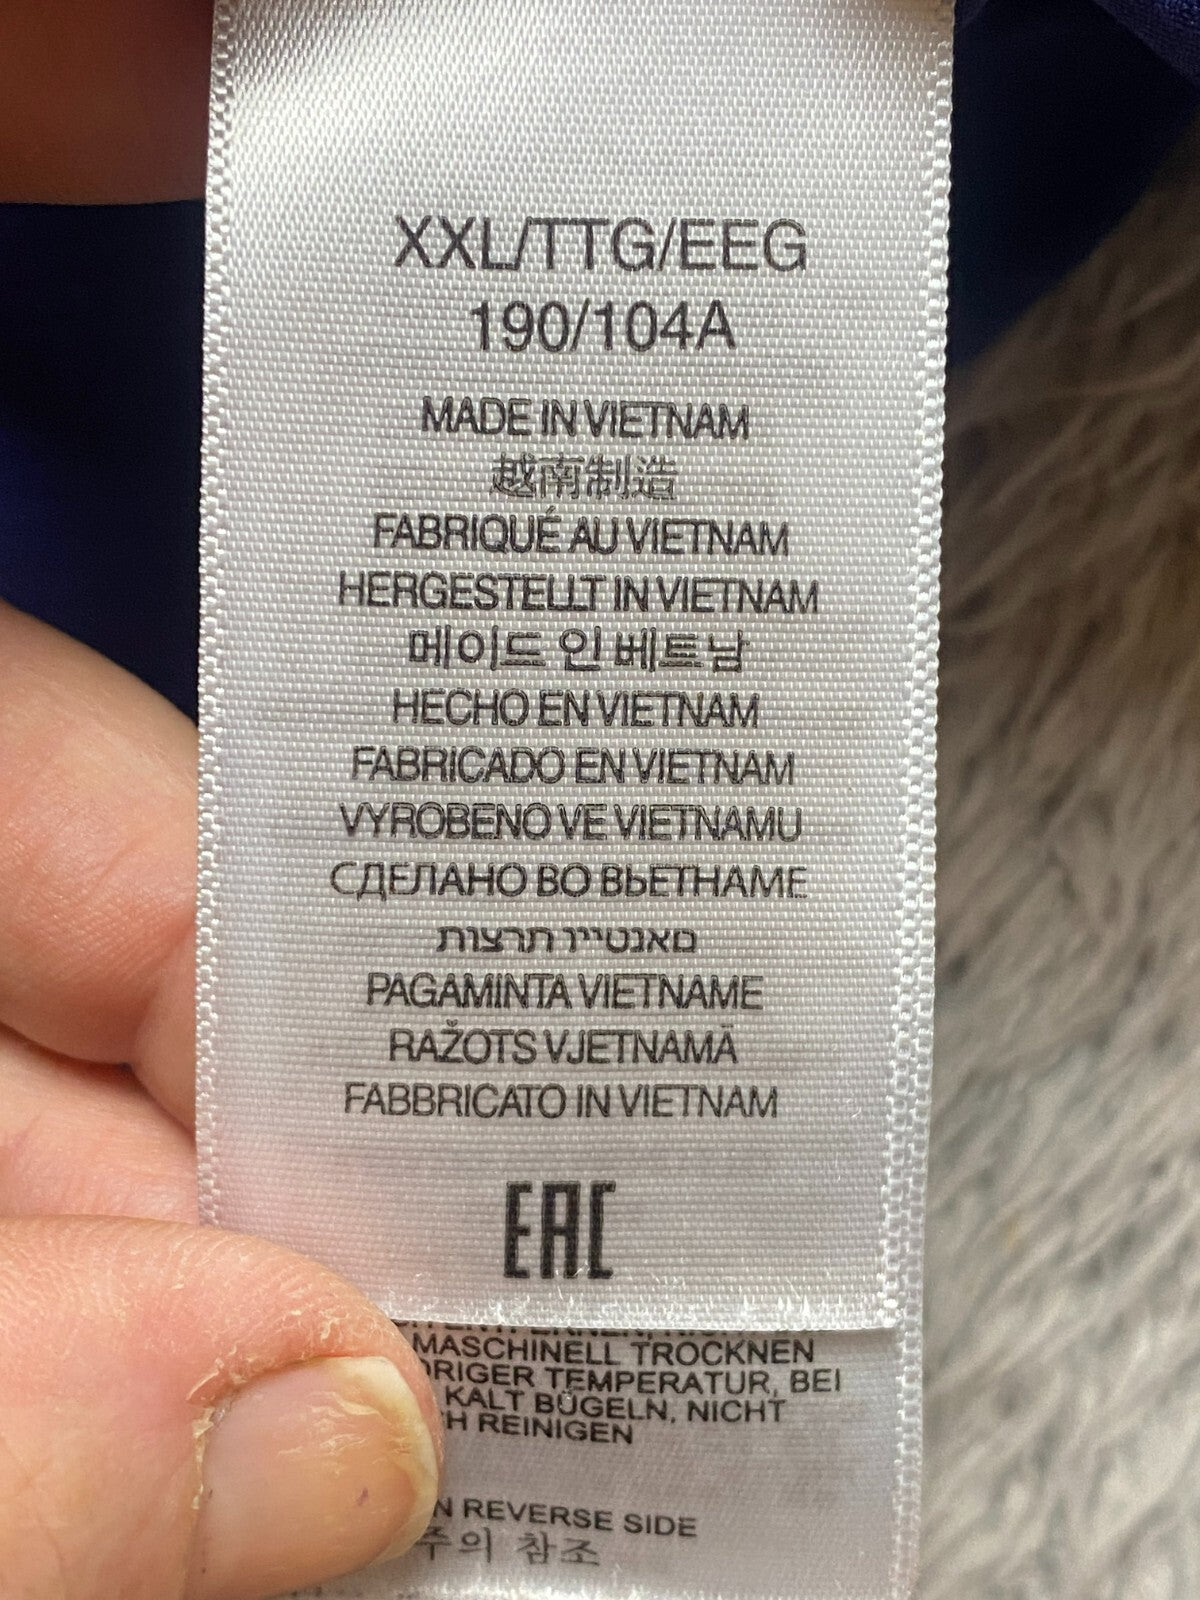 XXL/TTG/EEG
190/104A
MADE IN VIETNAM
越南制造
FABRIQUÉ AU VIETNAM
HERGESTELLT IN VIETNAM
메이드 인 베트남
HECHO EN VIETNAM
FABRICADO EN VIETNAM
VYROBENO VE VIETNAMU
СДЕЛАНО ВО ВЬЕТНАМЕ
סאנטייו תרצות
PAGAMINTA VIETNAME
RAŽOTS VJETNAMĀ
FABBRICATO IN VIETNAM
EAC
MASCHINELL TROCKNEN
TEMPERATUR, BEI
KALT BÜGELN, NICHT
REINIGEN
REVERSE SIDE
주의 참조